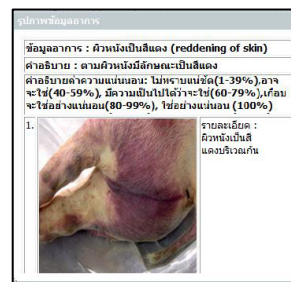 รูปภาพข้อมูลอาการ
ข้อมูลอาการ : ผิวหนังเป็นสีแดง (reddening of skin)
คำอธิบาย : ตามผิวหนังมีลักษณะเป็นสีแดง
คำอธิบายค่าความแน่นอน: ไม่ทราบแน่ชัด(1-39%),อาจ
จะใช่(40-59%), มีความเป็นไปได้ว่าจะใช่(60-79%),เกือบ
จะใช่อย่างแน่นอน(80-99%), ใช่อย่างแน่นอน (100%)
1.
รายละเอียด :
ผิวหนังเป็นสี
แดงบริเวณก้น